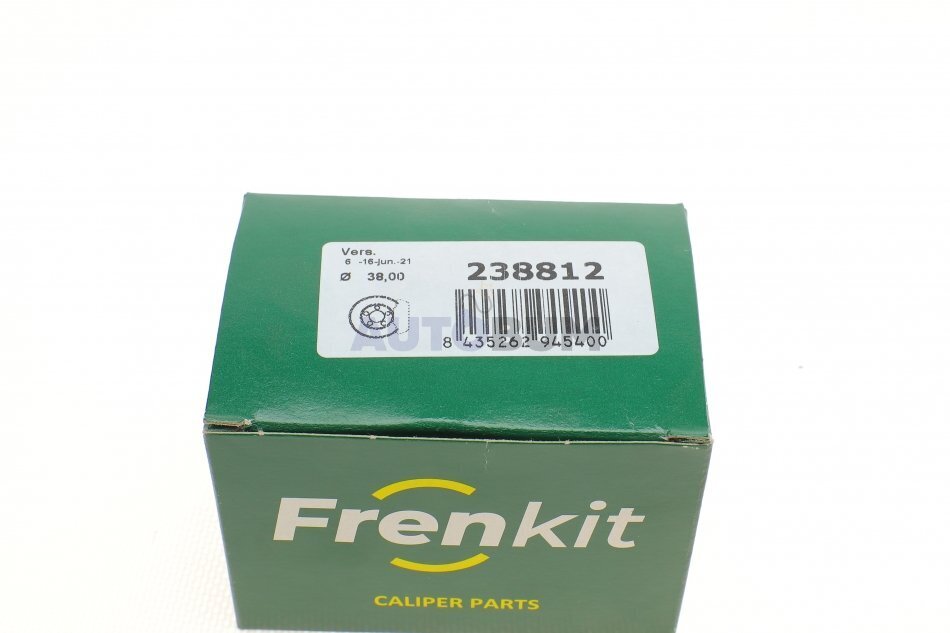 Vers.
6 -16-jun.-21
Ø 38,00
238812
8 435262 945400
Frenkit
CALIPER PARTS